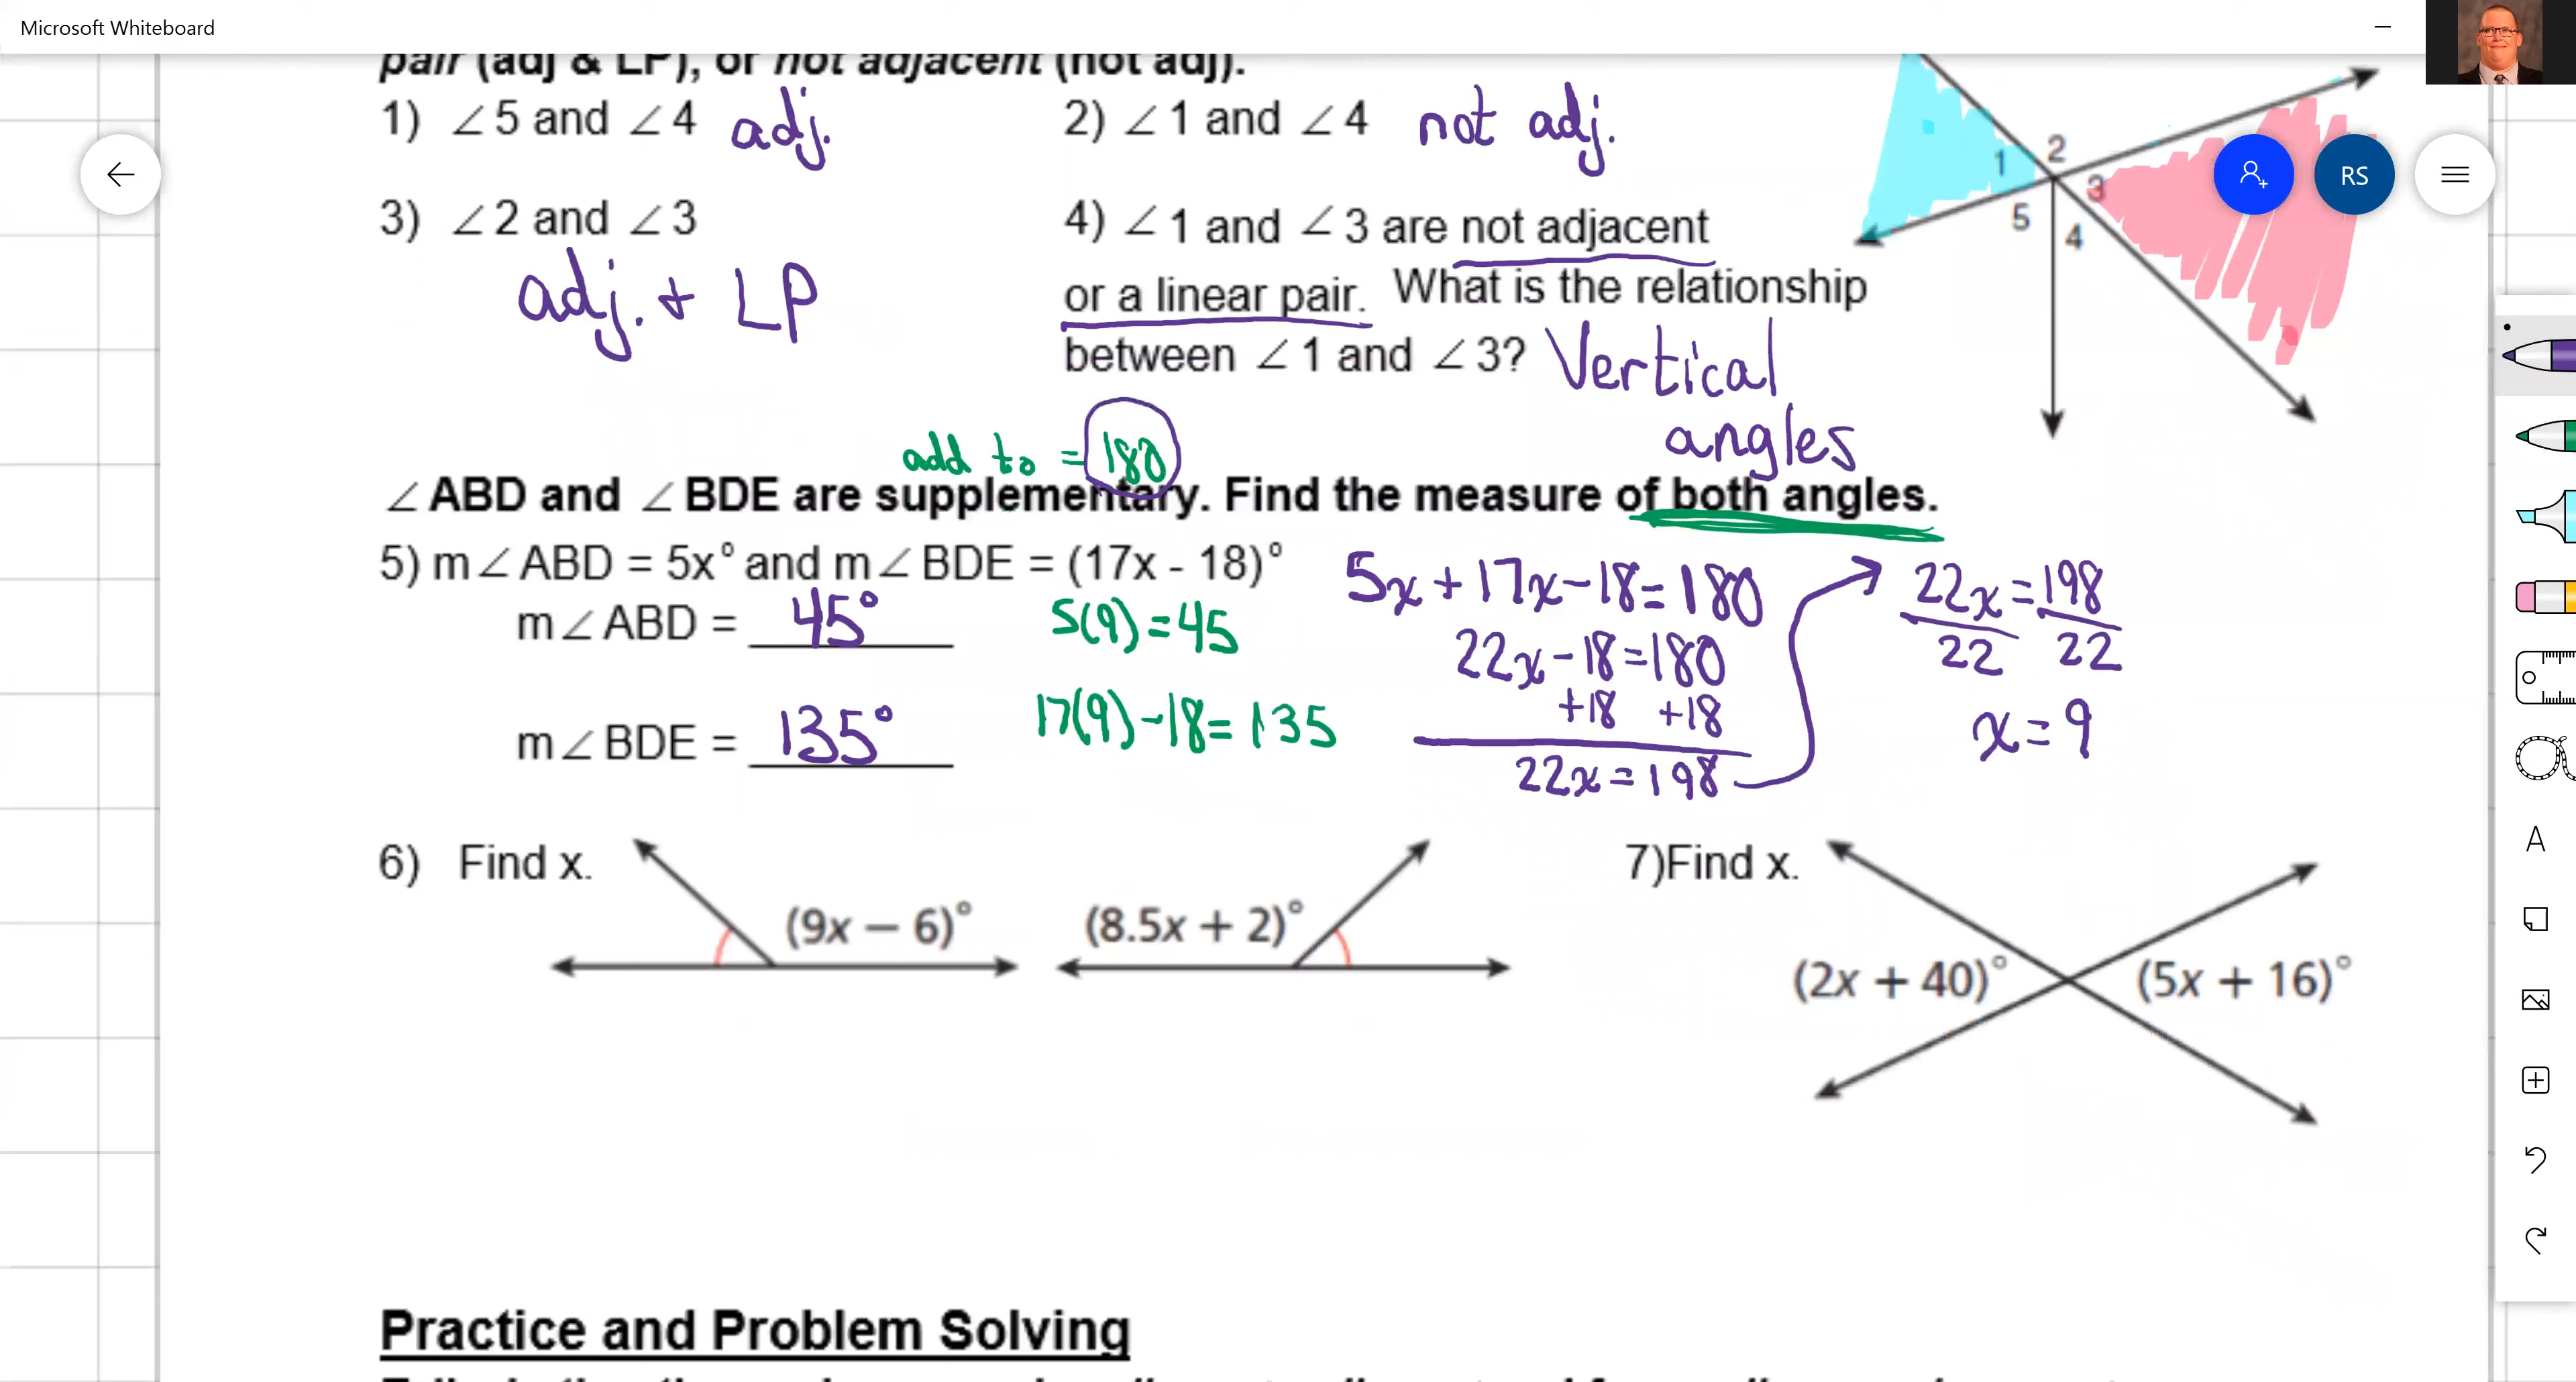 Microsoft Whiteboard
pair (adj & LP), or not adjacent (not adj).
1) ∠5 and ∠4 adj.
2) ∠1 and ∠4 not adj.
3) ∠2 and ∠3
adj. + LP
4) ∠1 and ∠3 are not adjacent
or a linear pair. What is the relationship
between ∠1 and ∠3? Vertical
angles
1
2
3
4
5
RS
add to = 180
∠ABD and ∠BDE are supplementary. Find the measure of both angles.
5) m∠ABD = 5x° and m∠BDE = (17x - 18)°
m∠ABD = 45°
5(9)=45
m∠BDE = 135°
17(9)-18=135
5x+17x-18=180
22x-18=180
+18 +18
22x=198
22x=198
22 22
x=9
6) Find x.
(9x − 6)°
(8.5x + 2)°
7)Find x.
(2x + 40)°
(5x + 16)°
Practice and Problem Solving
A